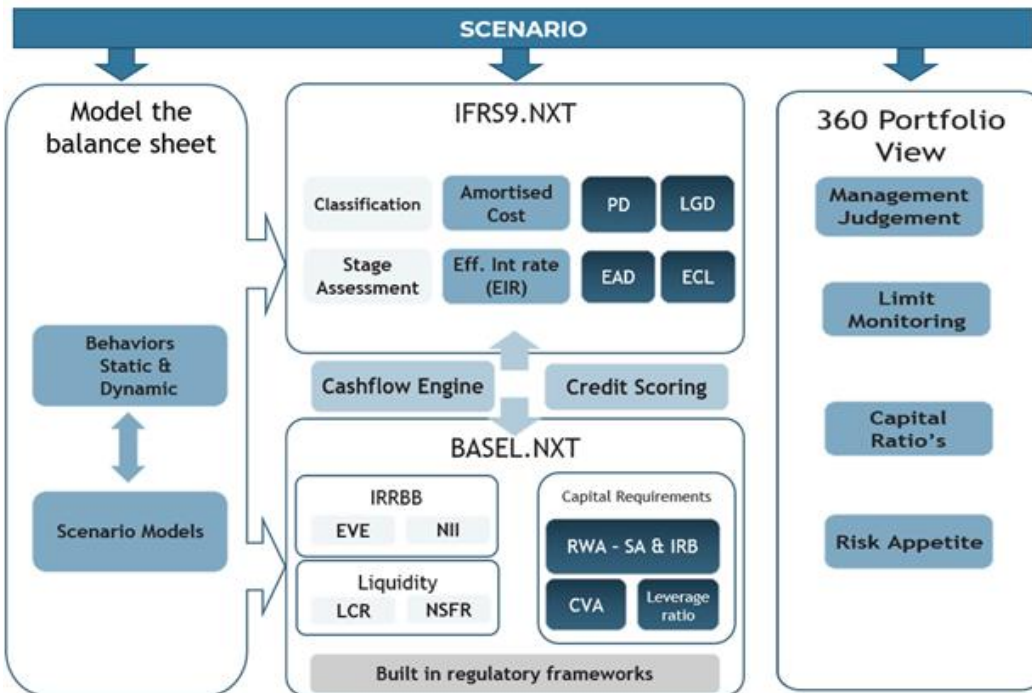 SCENARIO
Model the
balance sheet
Behaviors
Static &
Dynamic
Scenario Models
IFRS9.NXT
Classification
Amortised
Cost
PD
LGD
Stage
Assessment
Eff. Int rate
(EIR)
EAD
ECL
Cashflow Engine
Credit Scoring
BASEL.NXT
IRRBB
EVE
NII
Liquidity
LCR
NSFR
Capital Requirements
RWA - SA & IRB
CVA
Leverage
ratio
Built in regulatory frameworks
360 Portfolio
View
Management
Judgement
Limit
Monitoring
Capital
Ratio's
Risk Appetite